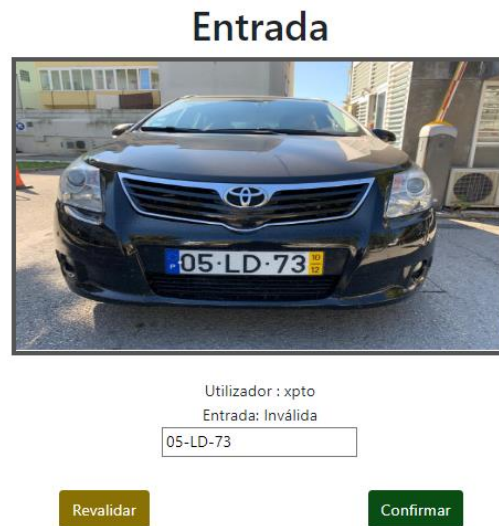 Entrada
05·LD·73
10
12
P
Utilizador : xpto
Entrada: Inválida
05-LD-73
Revalidar
Confirmar